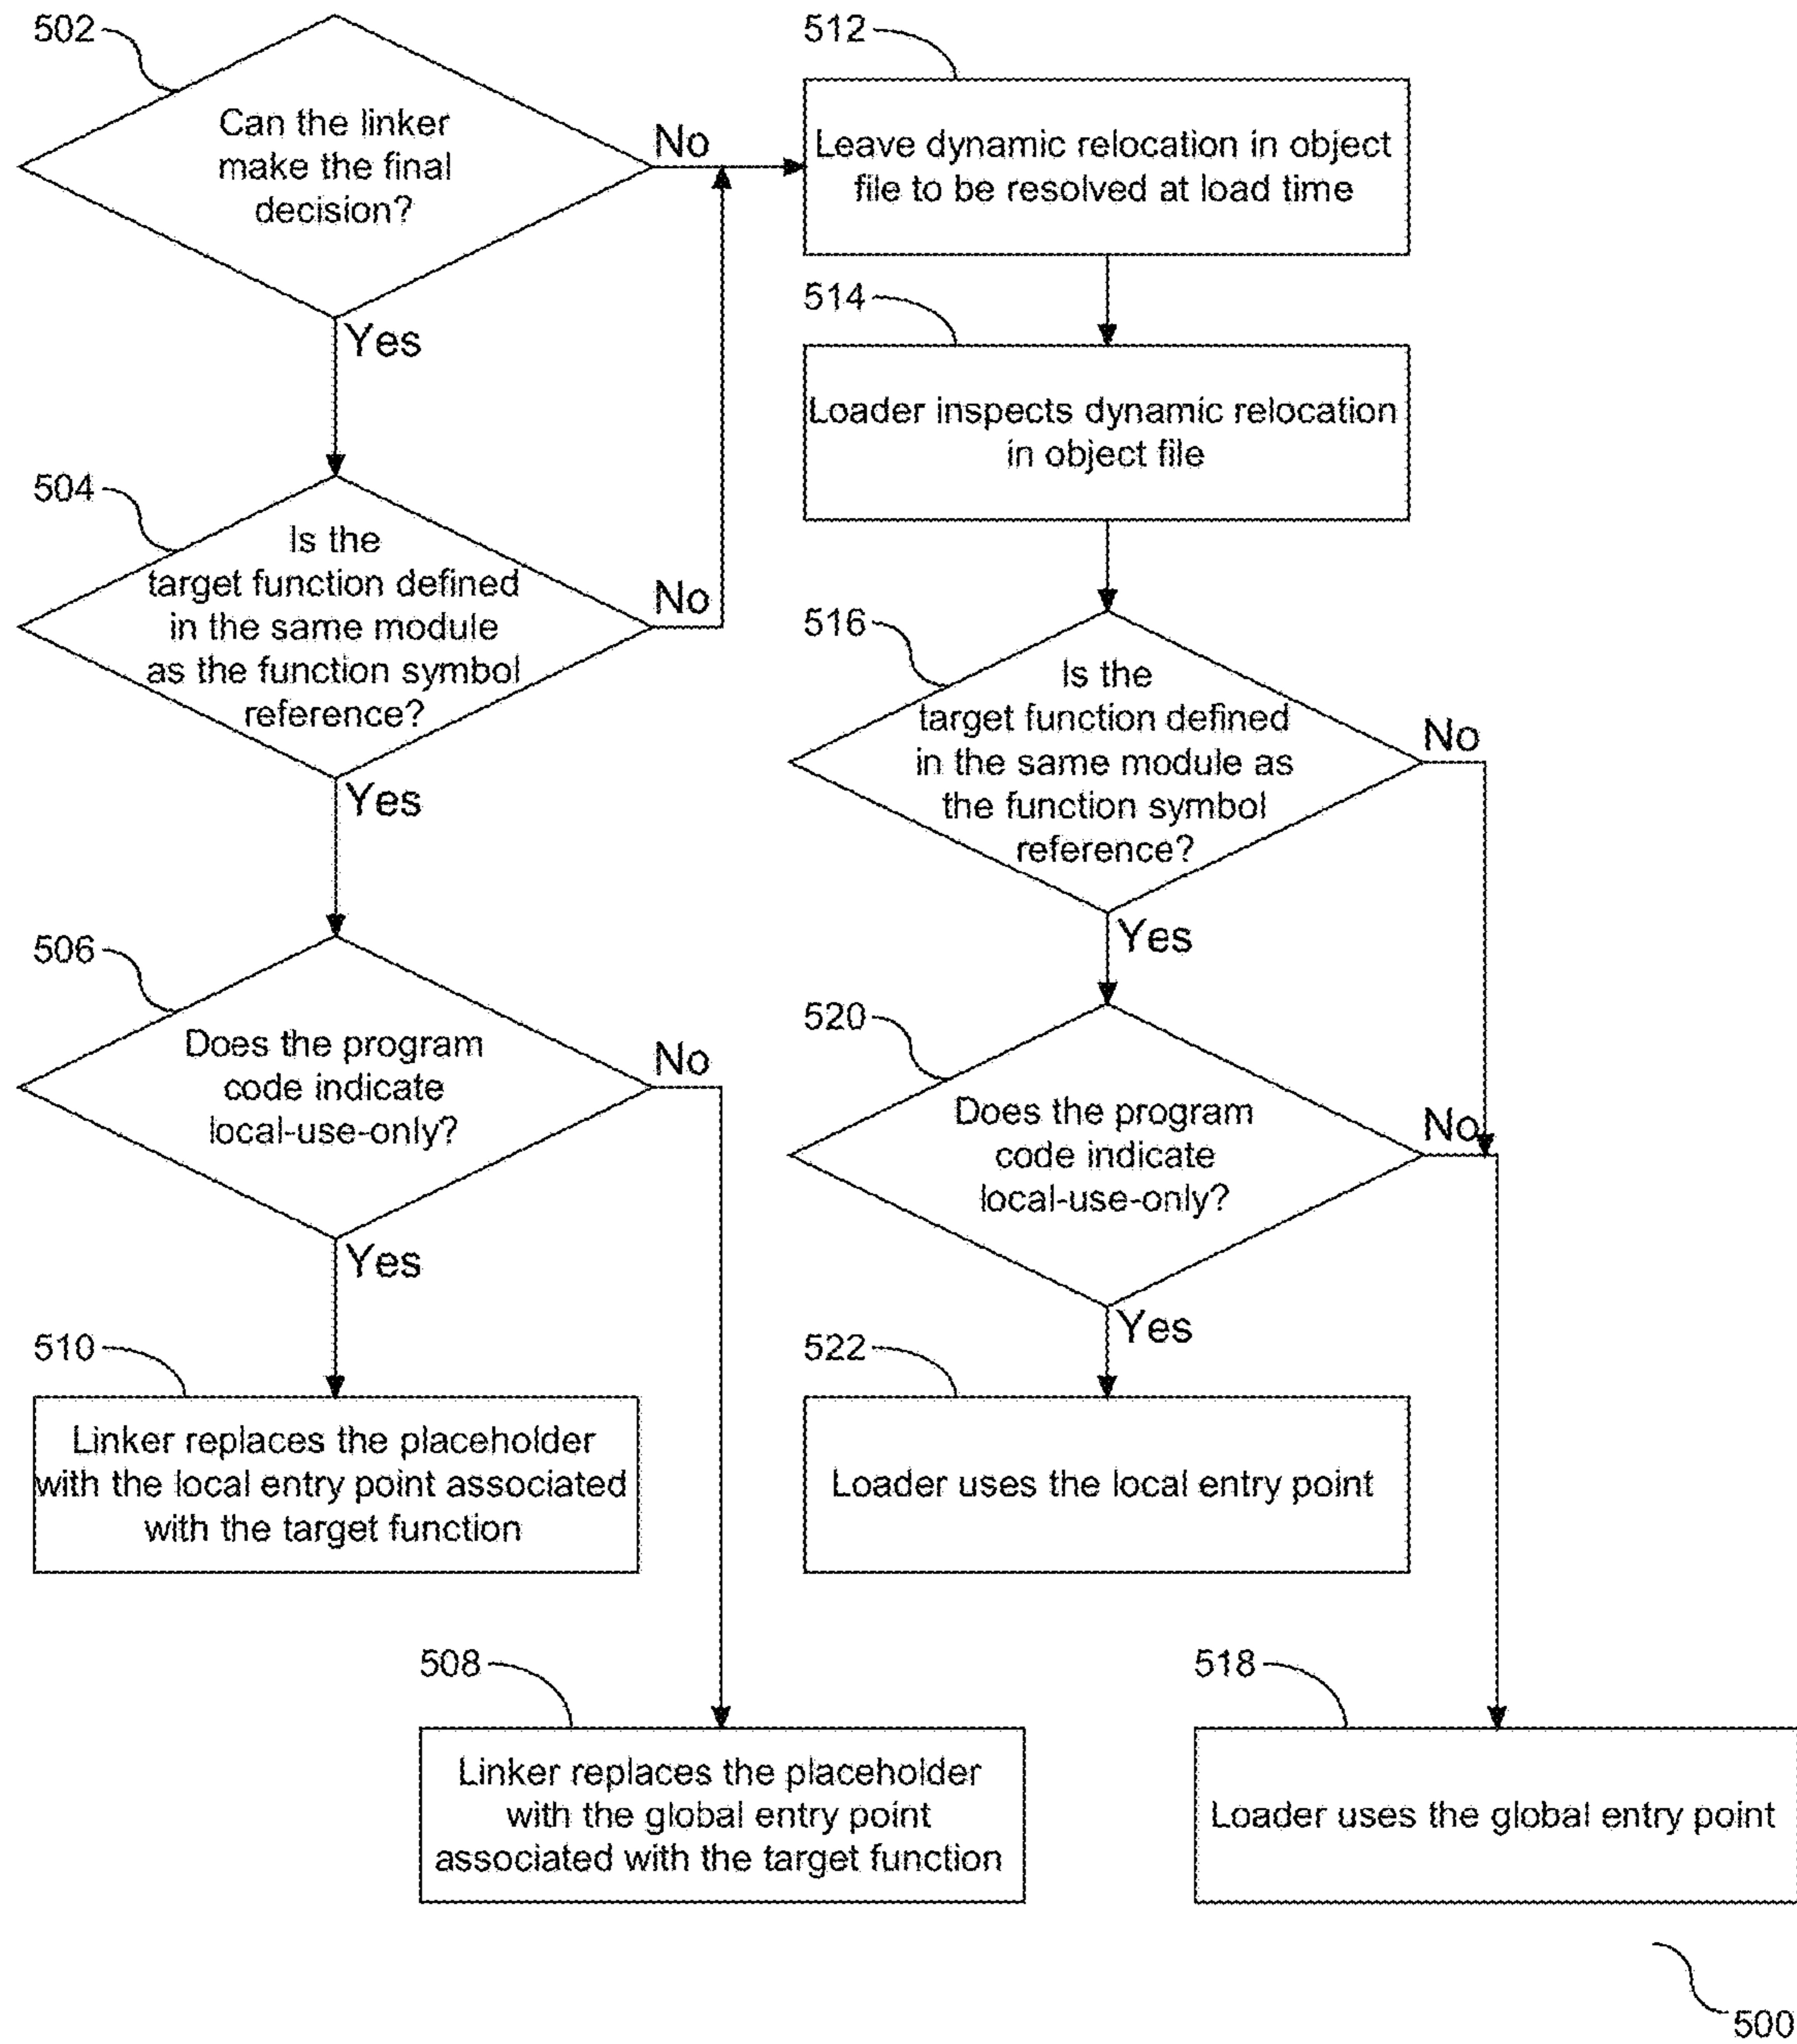 502
Can the linker
make the final
decision?
No
Yes
504
Is the
target function defined
in the same module
as the function symbol
reference?
No
Yes
506
Does the program
code indicate
local-use-only?
No
Yes
510
Linker replaces the placeholder
with the local entry point associated
with the target function
508
Linker replaces the placeholder
with the global entry point
associated with the target function
512
Leave dynamic relocation in object
file to be resolved at load time
514
Loader inspects dynamic relocation
in object file
516
Is the
target function defined
in the same module as
the function symbol
reference?
No
Yes
520
Does the program
code indicate
local-use-only?
No
Yes
522
Loader uses the local entry point
518
Loader uses the global entry point
500